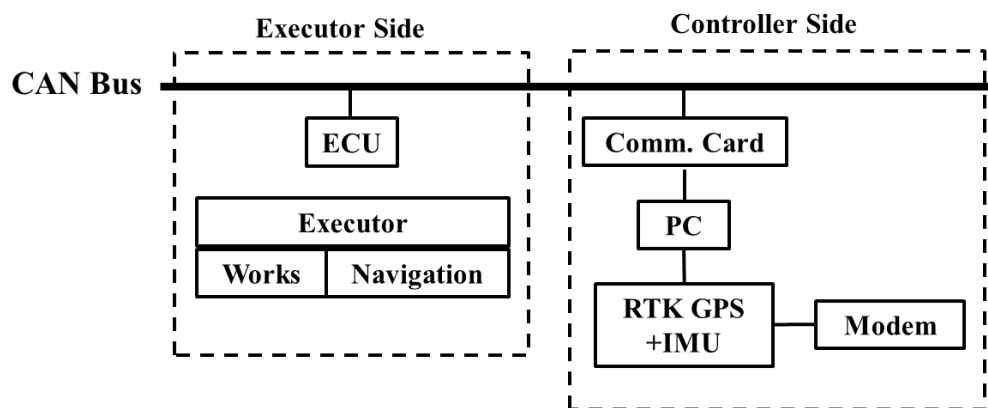 Executor Side
Controller Side
CAN Bus
ECU
Comm. Card
Executor
PC
Works
Navigation
RTK GPS
+IMU
Modem